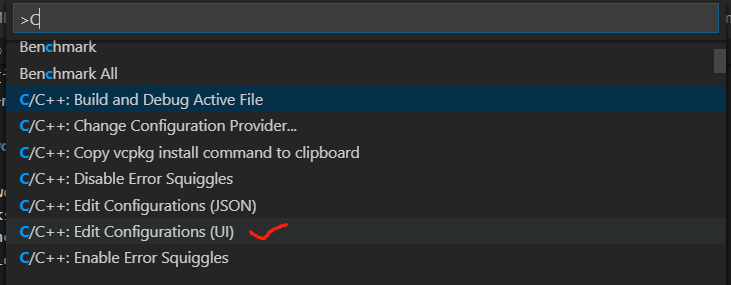 >C
Benchmark
Benchmark All
C/C++: Build and Debug Active File
C/C++: Change Configuration Provider...
C/C++: Copy vcpkg install command to clipboard
C/C++: Disable Error Squiggles
C/C++: Edit Configurations (JSON)
C/C++: Edit Configurations (UI)
C/C++: Enable Error Squiggles